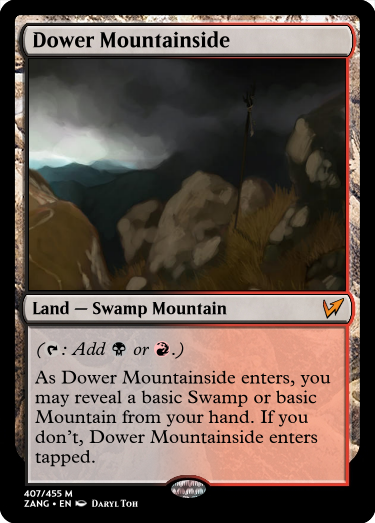 Dower Mountainside
Land — Swamp Mountain
(: Add or .)
As Dower Mountainside enters, you
may reveal a basic Swamp or basic
Mountain from your hand. If you
don't, Dower Mountainside enters
tapped.
407/455 M
ZANG • EN Daryl Toh